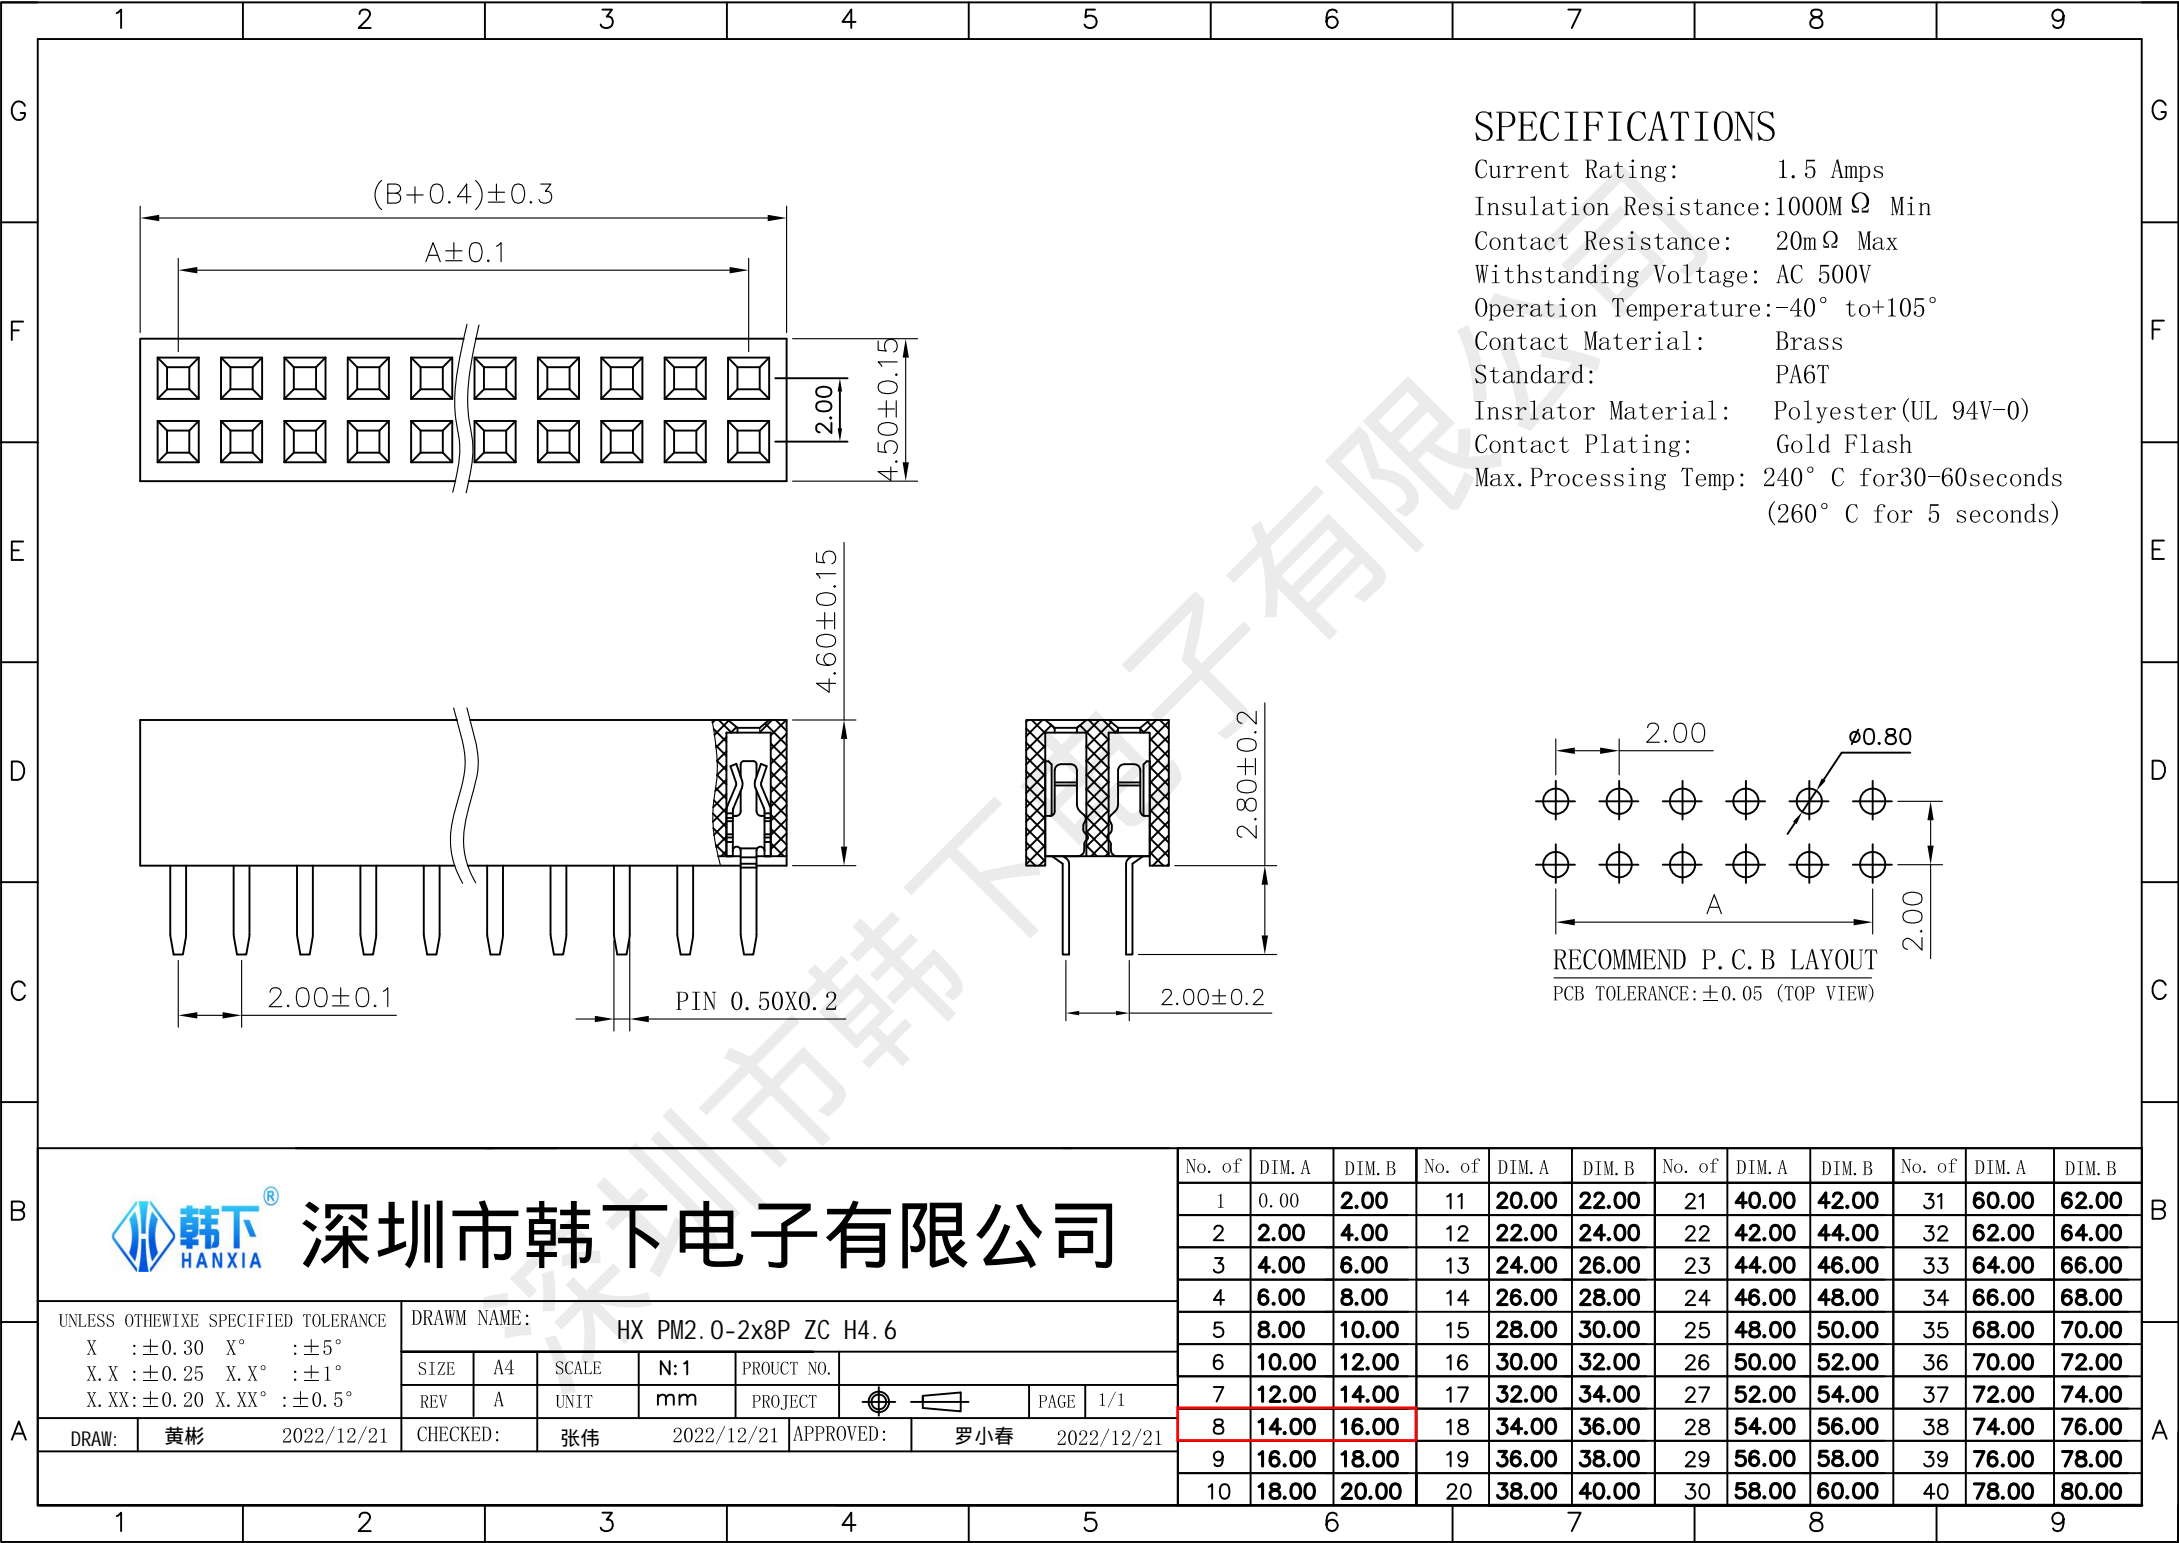 1 2 3 4 5 6 7 8 9
G G
F F
E E
D D
C C
B B
A A
SPECIFICATIONS
Current Rating: 1.5 Amps
Insulation Resistance:1000MΩ Min
Contact Resistance: 20mΩ Max
Withstanding Voltage: AC 500V
Operation Temperature:-40° to+105°
Contact Material: Brass
Standard: PA6T
Insrlator Material: Polyester(UL 94V-0)
Contact Plating: Gold Flash
Max.Processing Temp: 240° C for30-60seconds
(260° C for 5 seconds)
(B+0.4)±0.3
A±0.1
2.00
4.50±0.15
4.60±0.15
2.00±0.1
PIN 0.50X0.2
2.80±0.2
2.00±0.2
2.00
ø0.80
A
2.00
RECOMMEND P.C.B LAYOUT
PCB TOLERANCE:±0.05 (TOP VIEW)
深圳市韩下电子有限公司
韩下®
HANXIA
深圳市韩下电子有限公司
UNLESS OTHEWIXE SPECIFIED TOLERANCE
X :±0.30 X° :±5°
X.X :±0.25 X.X° :±1°
X.XX:±0.20 X.XX° :±0.5°
DRAWM NAME:
HX PM2.0-2x8P ZC H4.6
SIZE A4 SCALE N:1 PROUCT NO.
REV A UNIT mm PROJECT PAGE 1/1
DRAW: 黄彬 2022/12/21 CHECKED: 张伟 2022/12/21 APPROVED: 罗小春 2022/12/21
No. of DIM.A DIM.B No. of DIM.A DIM.B No. of DIM.A DIM.B No. of DIM.A DIM.B
1 0.00 2.00 11 20.00 22.00 21 40.00 42.00 31 60.00 62.00
2 2.00 4.00 12 22.00 24.00 22 42.00 44.00 32 62.00 64.00
3 4.00 6.00 13 24.00 26.00 23 44.00 46.00 33 64.00 66.00
4 6.00 8.00 14 26.00 28.00 24 46.00 48.00 34 66.00 68.00
5 8.00 10.00 15 28.00 30.00 25 48.00 50.00 35 68.00 70.00
6 10.00 12.00 16 30.00 32.00 26 50.00 52.00 36 70.00 72.00
7 12.00 14.00 17 32.00 34.00 27 52.00 54.00 37 72.00 74.00
8 14.00 16.00 18 34.00 36.00 28 54.00 56.00 38 74.00 76.00
9 16.00 18.00 19 36.00 38.00 29 56.00 58.00 39 76.00 78.00
10 18.00 20.00 20 38.00 40.00 30 58.00 60.00 40 78.00 80.00
1 2 3 4 5 6 7 8 9